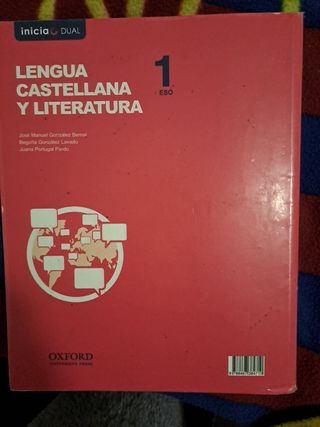 inicia DUAL
LENGUA
CASTELLANA
Y LITERATURA
1
ESO
José Manuel González Bernal
Begoña González Lavado
Juana Portugal Pardo
OXFORD
UNIVERSITY PRESS